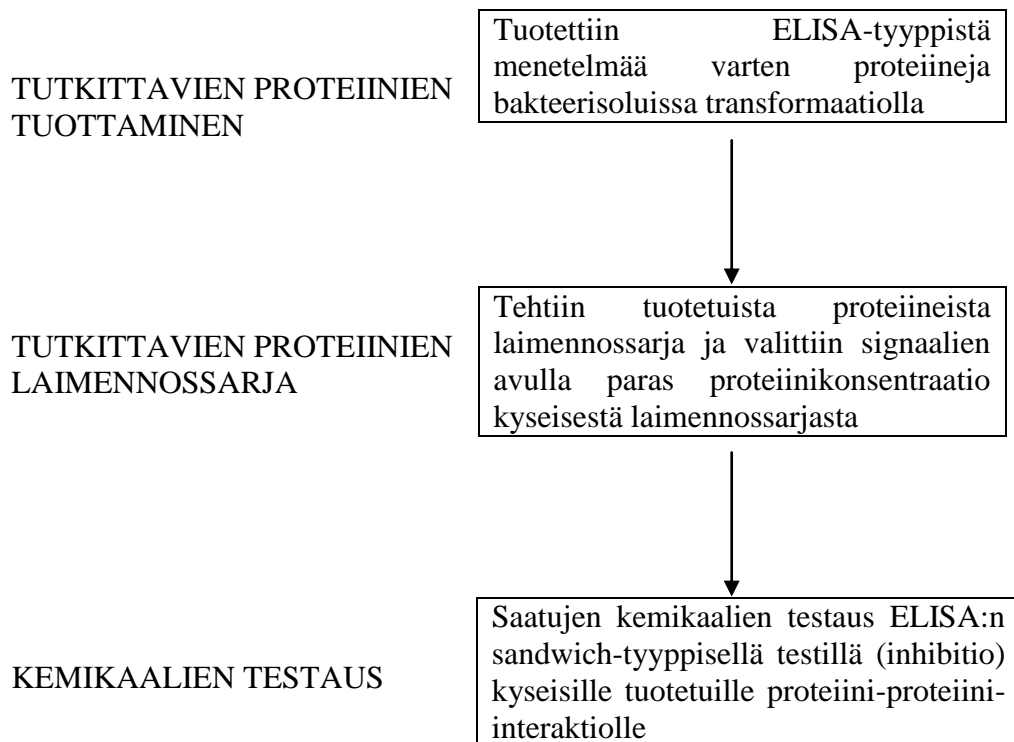 TUTKITTAVIEN PROTEIINIEN
TUOTTAMINEN
Tuotettiin ELISA-tyyppistä
menetelmää varten proteiineja
bakteerisoluissa transformaatiolla
TUTKITTAVIEN PROTEIINIEN
LAIMENNOSSARJA
Tehtiin tuotetuista proteiineista
laimennossarja ja valittiin signaalien
avulla paras proteiinikonsentraatio
kyseisestä laimennossarjasta
KEMIKAALIEN TESTAUS
Saatujen kemikaalien testaus ELISA:n
sandwich-tyyppisellä testillä (inhibitio)
kyseisille tuotetuille proteiini-proteiini-
interaktiolle